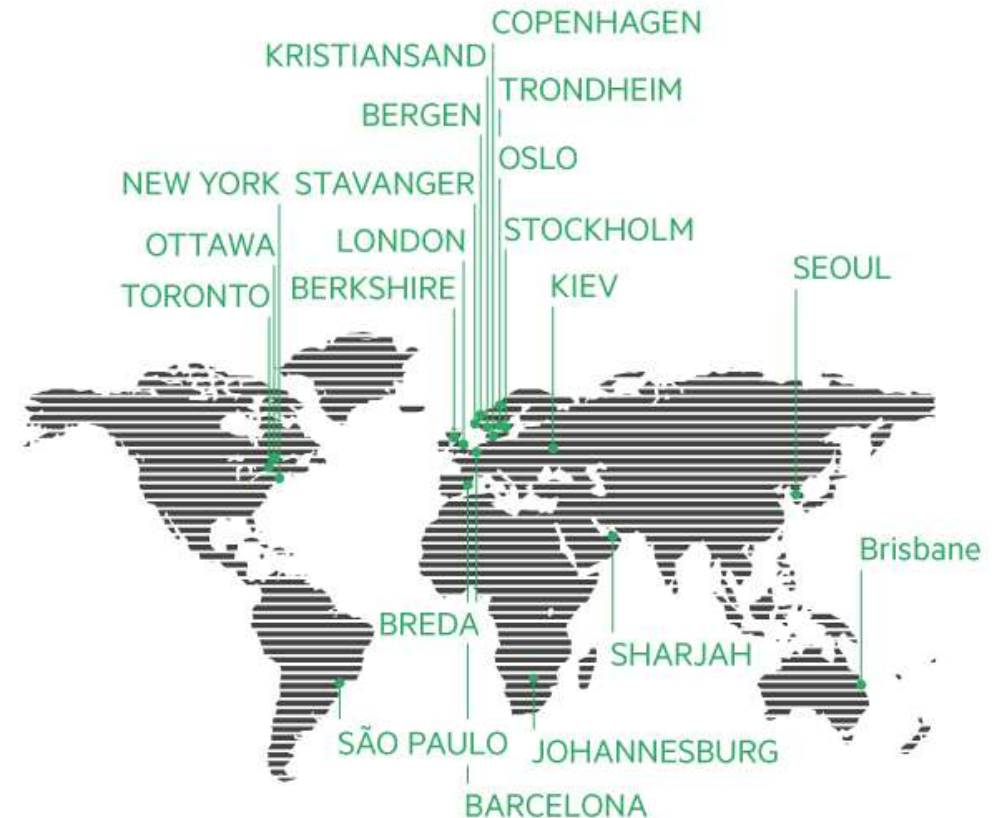 COPENHAGEN
KRISTIANSAND
TRONDHEIM
BERGEN
OSLO
NEW YORK
STAVANGER
STOCKHOLM
LONDON
OTTAWA
SEOUL
BERKSHIRE
KIEV
TORONTO
Brisbane
BREDA
SHARJAH
SÃO PAULO
JOHANNESBURG
BARCELONA